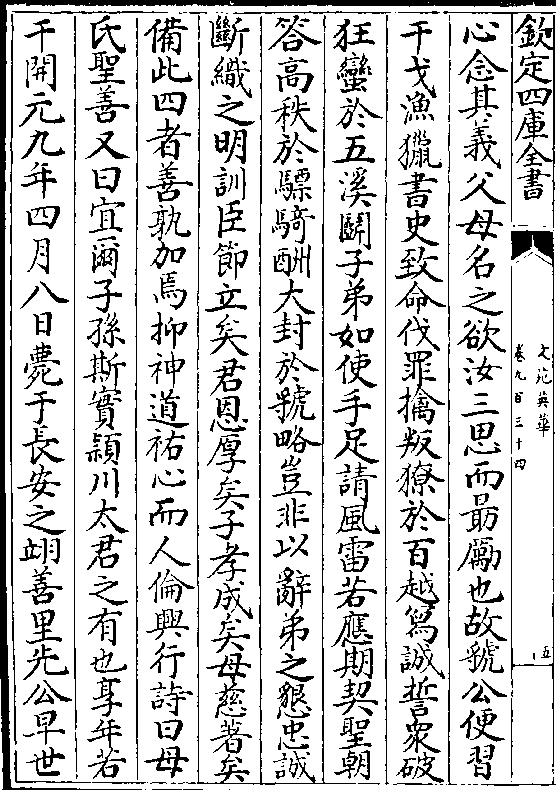 欽定四庫全書
文苑英華
卷九百三十四
五
心念其義父母名之欲汝三思而最勵也故虢公便習
干戈漁獵書史致命伐罪擒叛獠於百越寫誠誓衆破
狂蠻於五溪鬭子弟如使手足請風雷若應期契聖朝
答高秩於驃騎酬大封於虢略豈非以辭弟之懇忠誠
斷織之明訓臣節立矣君恩厚矣子孝成矣母慈著矣
備此四者善孰加焉抑神道祐心而人倫興行詩曰母
氏聖善又曰宜爾子孫斯實潁川太君之有也享年若
干開元九年四月八日薨于長安之翊善里先公早世